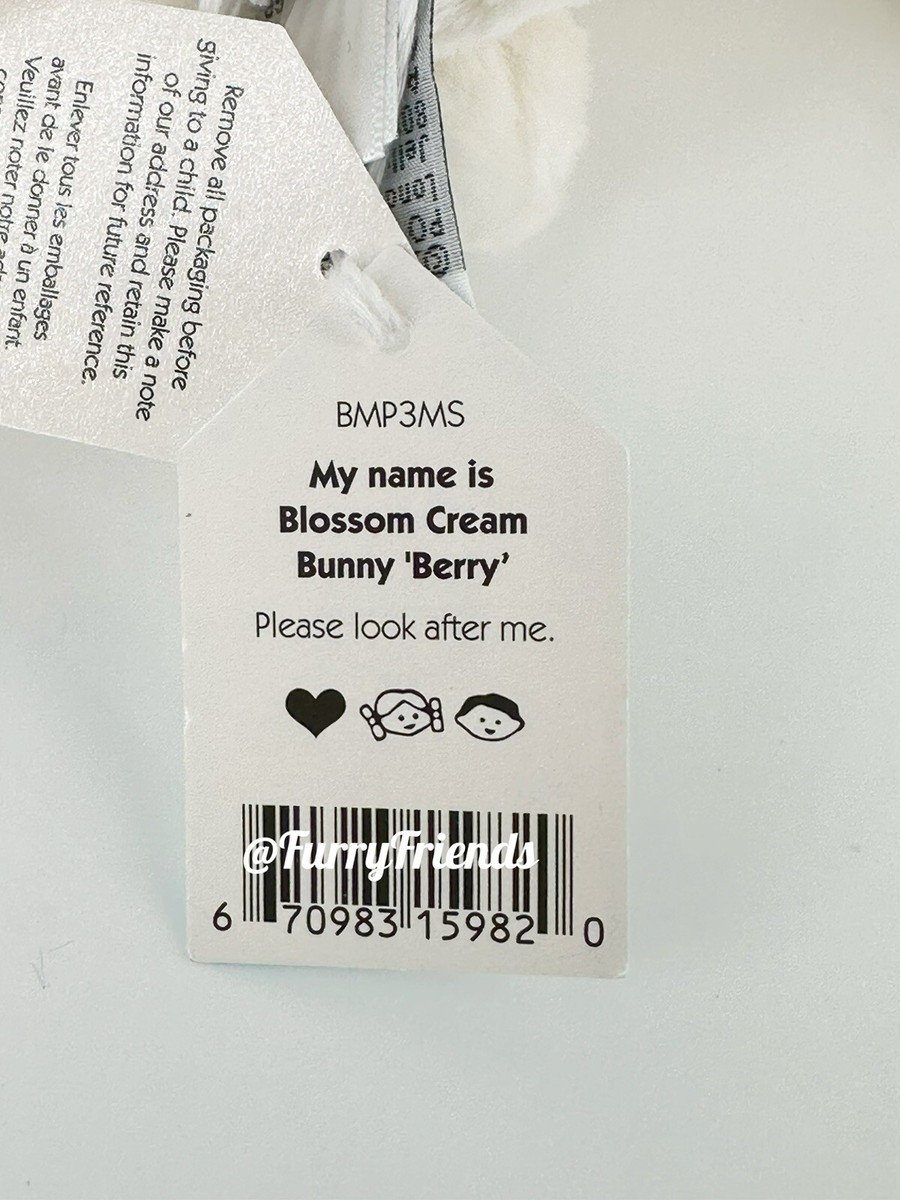 Remove all packaging before
giving to a child. Please make a note
of our address and retain this
information for future reference.
Enlever tous les emballages
avant de le donner à un enfant.
Veuillez noter notre
BMP3MS
My name is
Blossom Cream
Bunny 'Berry’
Please look after me.
@FurryFriends
6 70983 15982 0